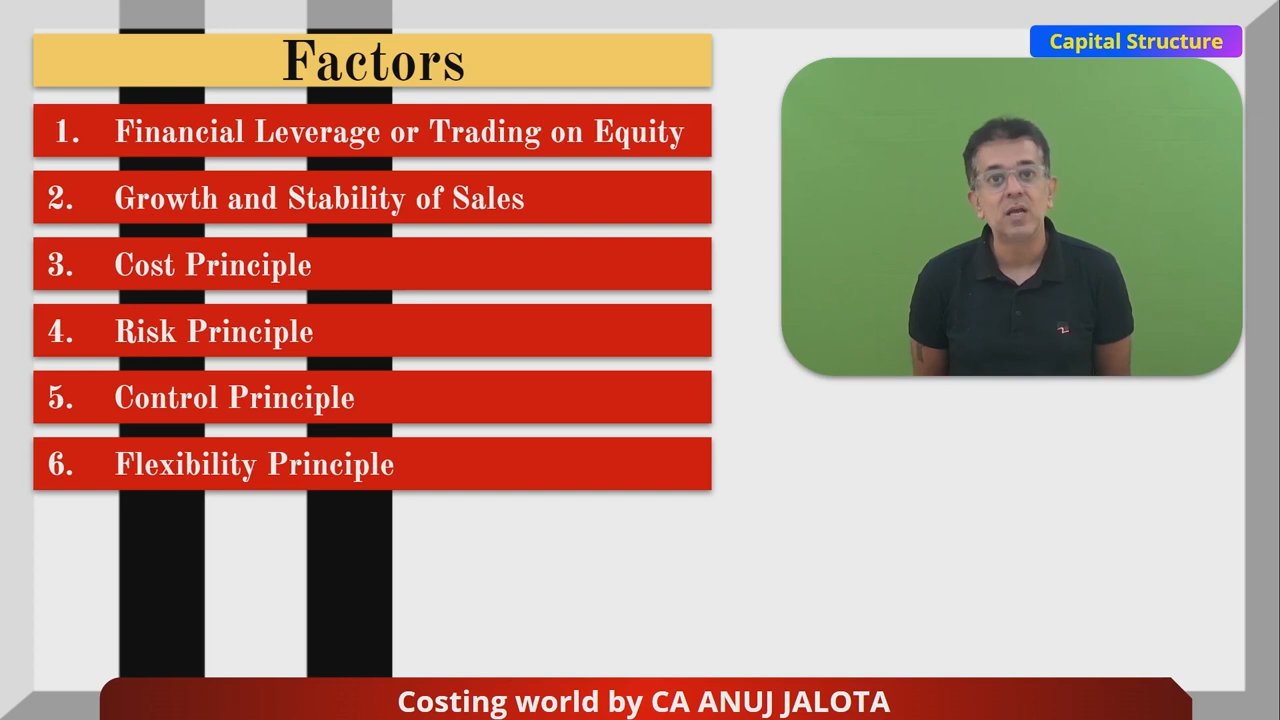 Capital Structure
Factors
1. Financial Leverage or Trading on Equity
2. Growth and Stability of Sales
3. Cost Principle
4. Risk Principle
5. Control Principle
6. Flexibility Principle
Costing world by CA ANUJ JALOTA